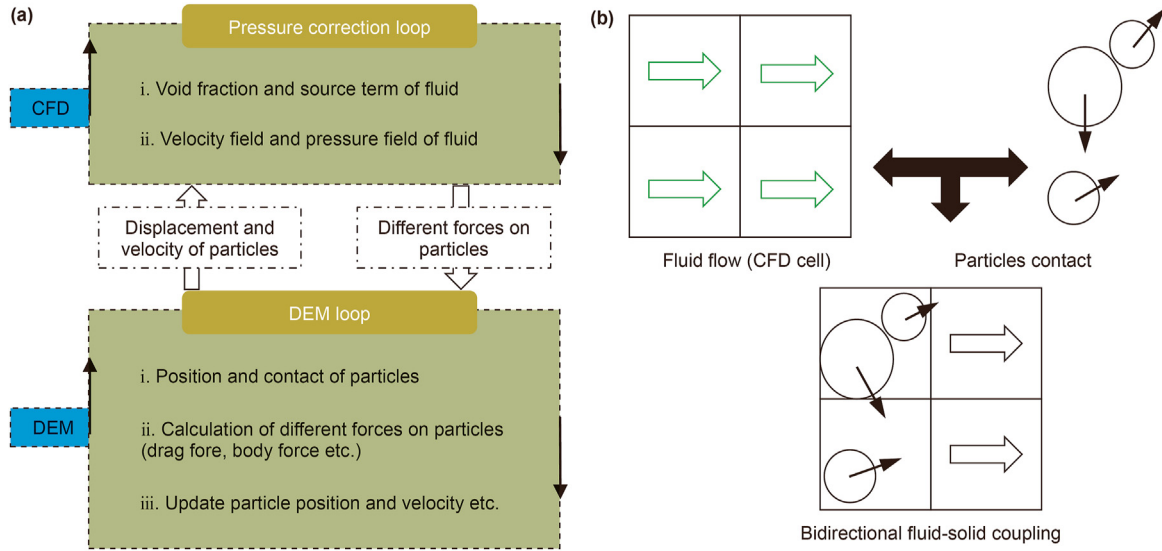 (a)
Pressure correction loop
CFD
i. Void fraction and source term of fluid
ii. Velocity field and pressure field of fluid
Displacement and
velocity of particles
Different forces on
particles
DEM loop
DEM
i. Position and contact of particles
ii. Calculation of different forces on particles
(drag fore, body force etc.)
iii. Update particle position and velocity etc.
(b)
Fluid flow (CFD cell)
Particles contact
Bidirectional fluid-solid coupling